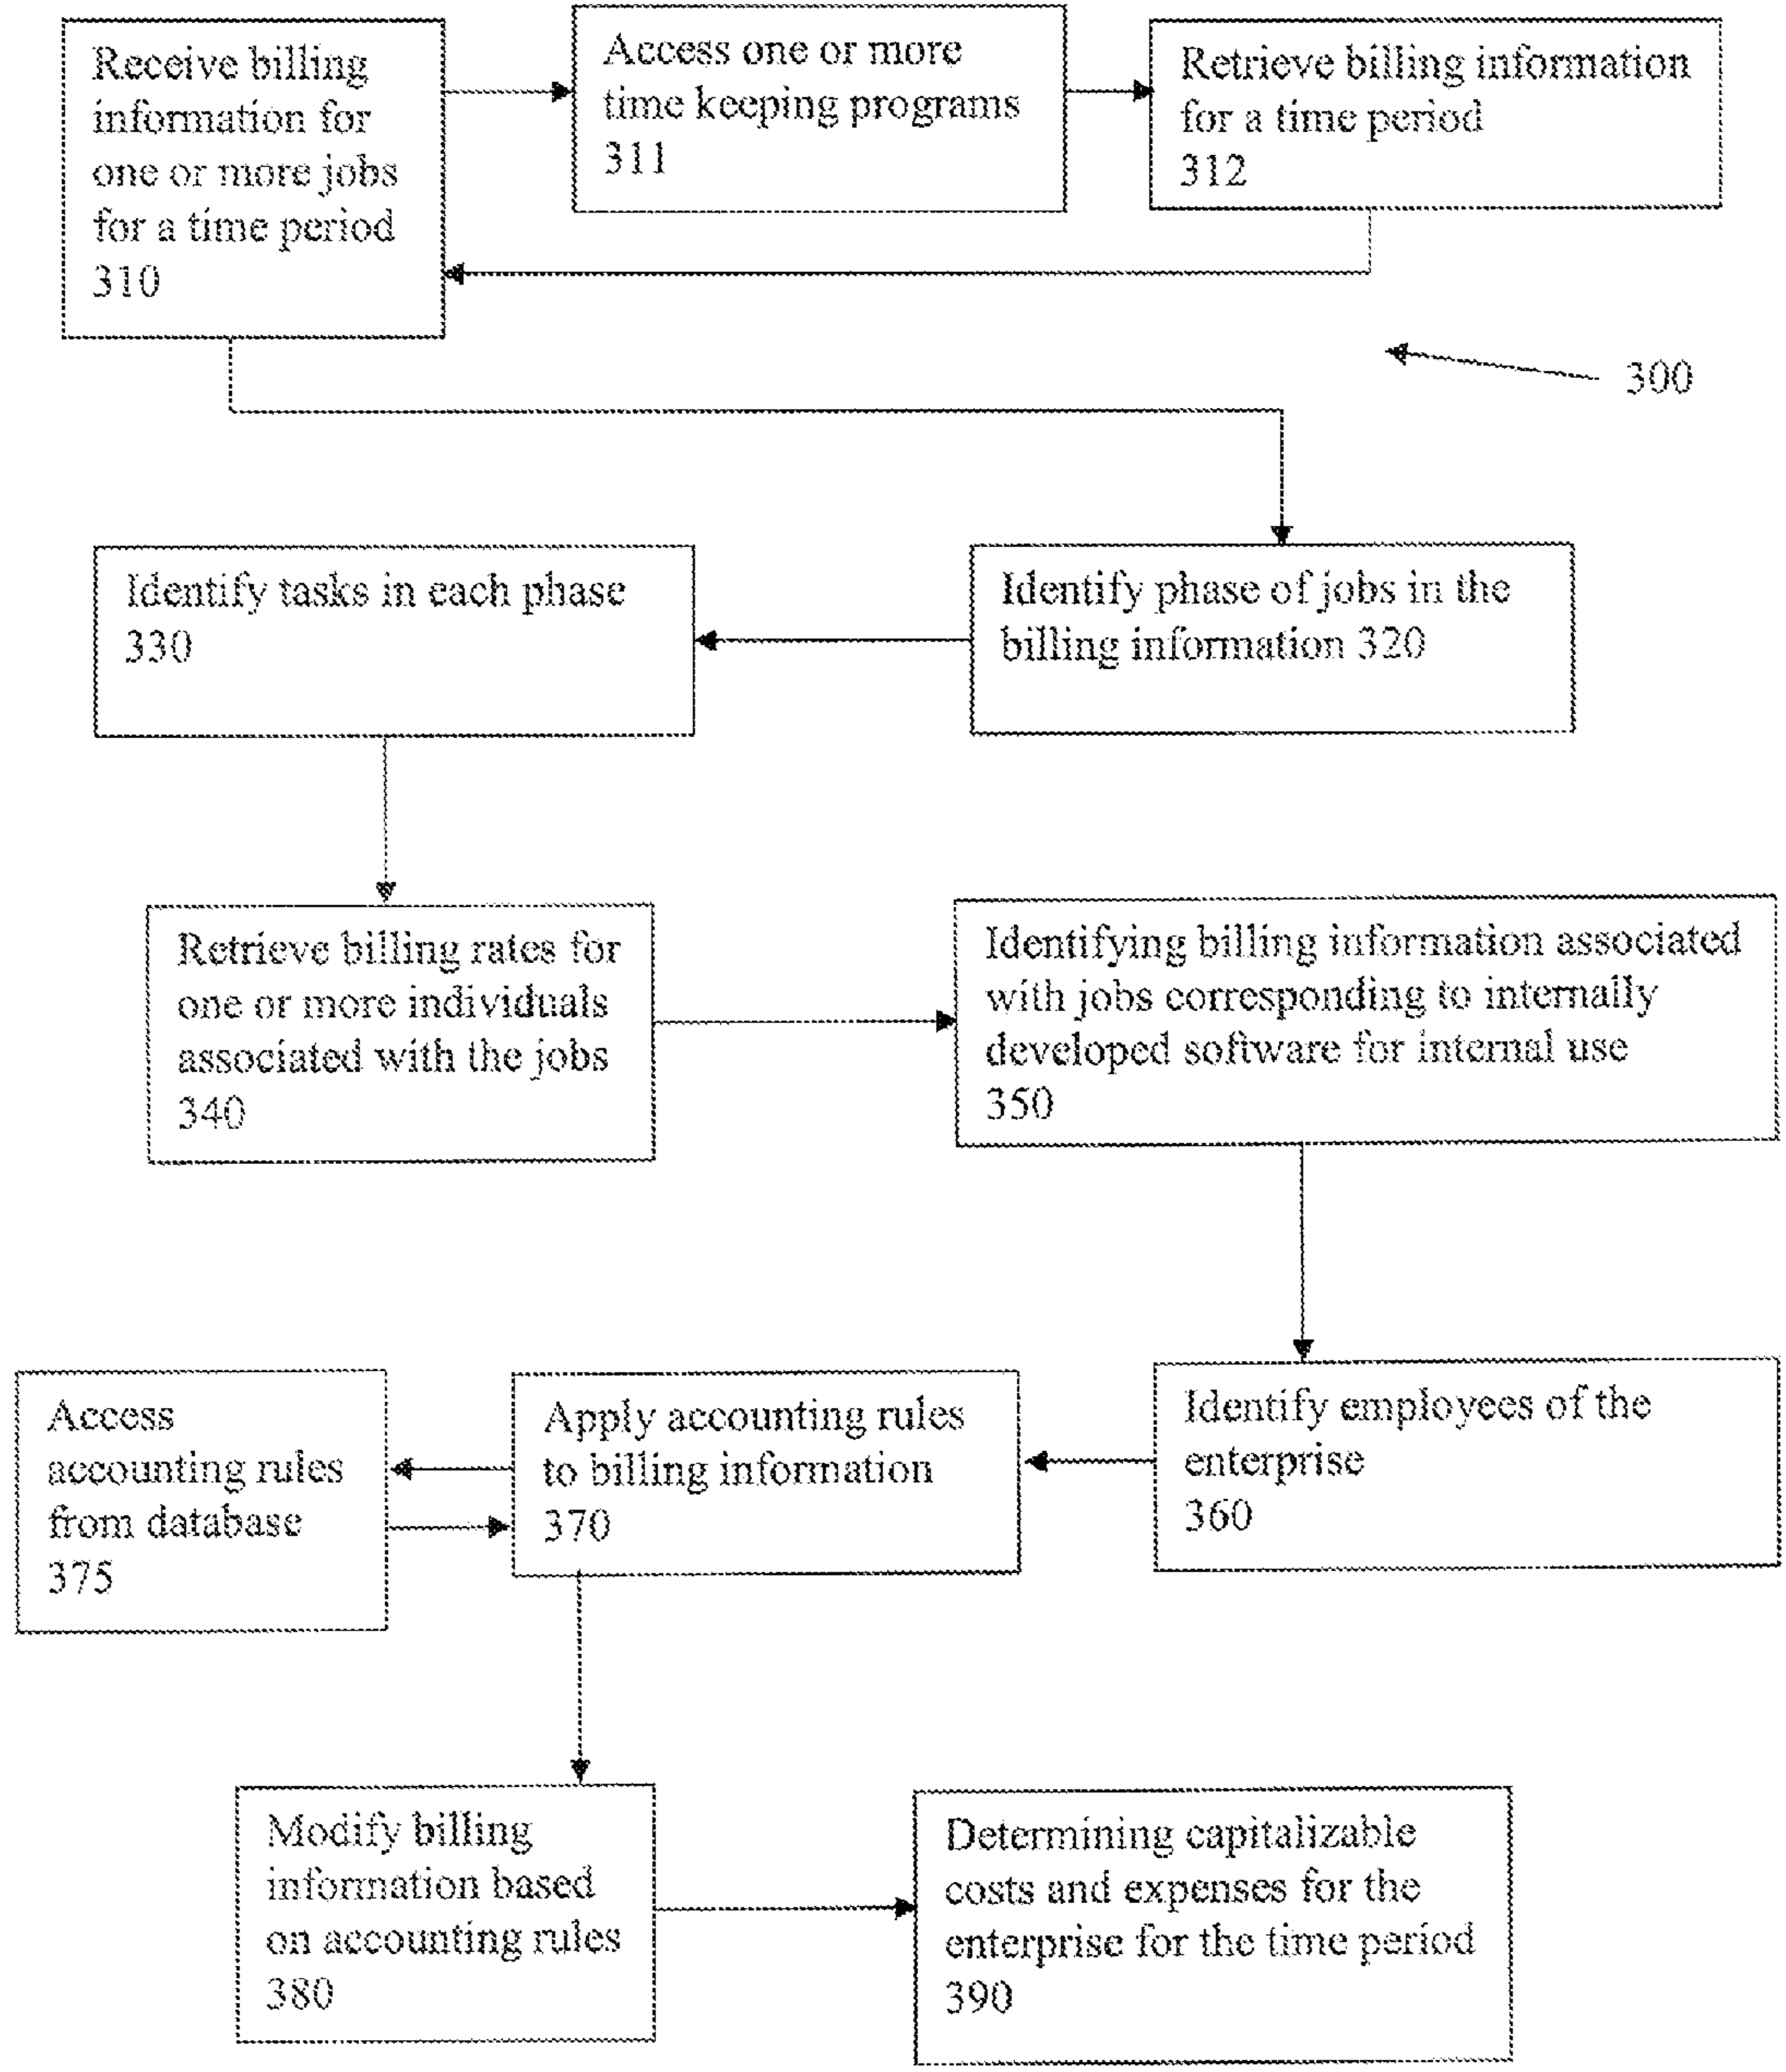 Receive billing
information for
one or more jobs
for a time period
310
Access one or more
time keeping programs
311
Retrieve billing information
for a time period
312
300
Identify tasks in each phase
330
Identify phase of jobs in the
billing information 320
Retrieve billing rates for
one or more individuals
associated with the jobs
340
Identifying billing information associated
with jobs corresponding to internally
developed software for internal use
350
Access
accounting rules
from database
375
Apply accounting rules
to billing information
370
Identify employees of the
enterprise
360
Modify billing
information based
on accounting rules
380
Determining capitalizable
costs and expenses for the
enterprise for the time period
390